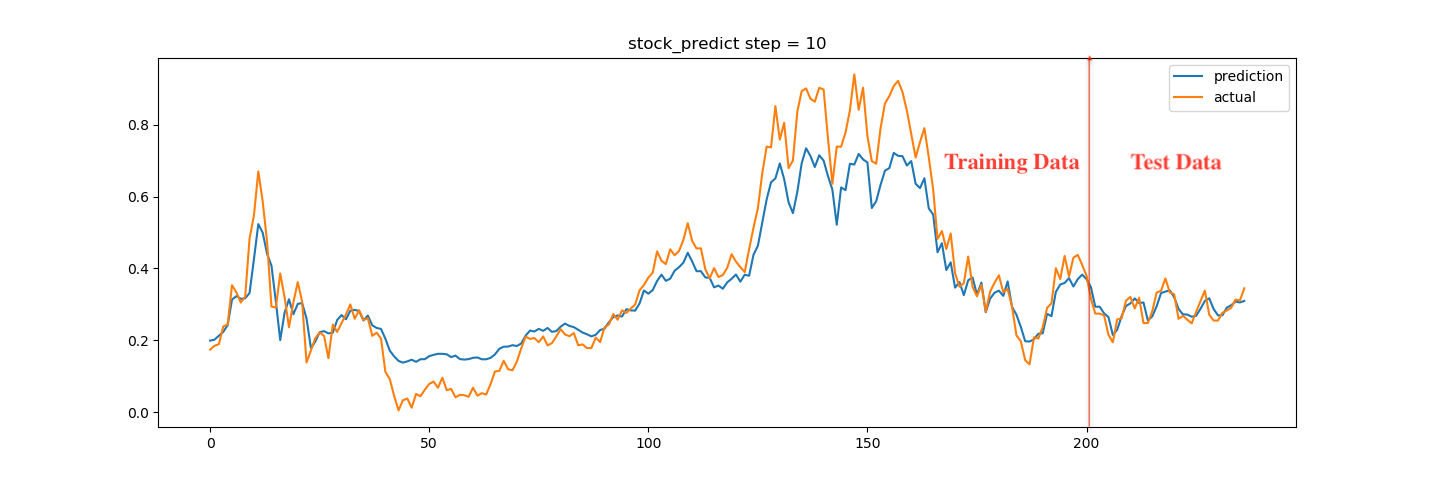 stock_predict step = 10
prediction
actual
Training Data
Test Data
0.8
0.6
0.4
0.2
0.0
0 50 100 150 200